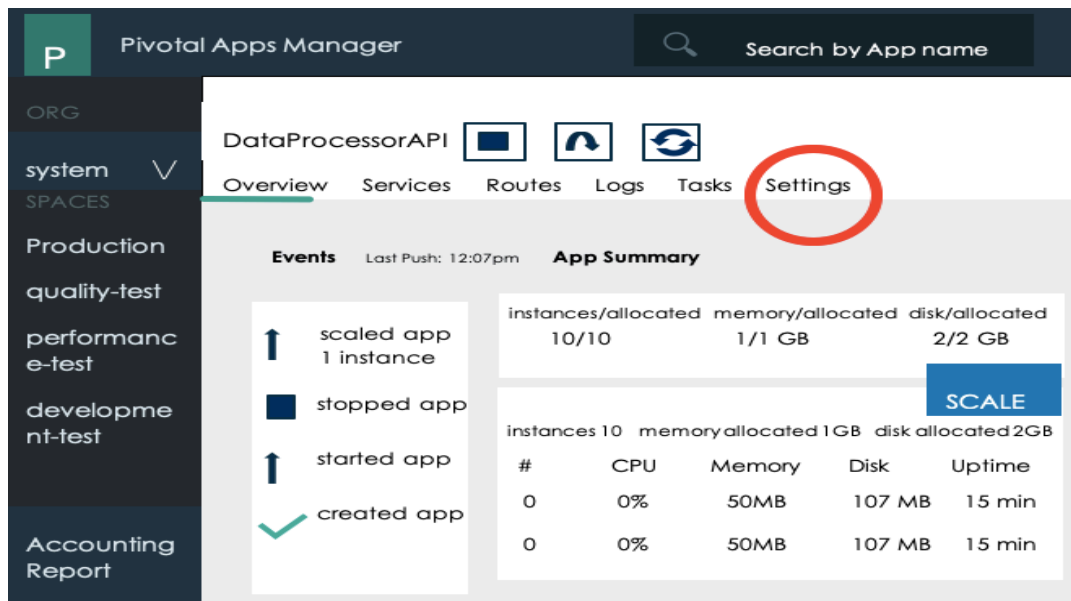 P
Pivotal Apps Manager
Search by App name
ORG
system
SPACES
Production
quality-test
performanc
e-test
developme
nt-test
Accounting
Report
DataProcessorAPI
Overview Services Routes Logs Tasks Settings
Events Last Push: 12:07pm App Summary
scaled app
1 instance
stopped app
started app
created app
instances/allocated memory/allocated disk/allocated
10/10 1/1 GB 2/2 GB
SCALE
instances 10 memory allocated 1GB disk allocated 2GB
# CPU Memory Disk Uptime
0 0% 50MB 107 MB 15 min
0 0% 50MB 107 MB 15 min